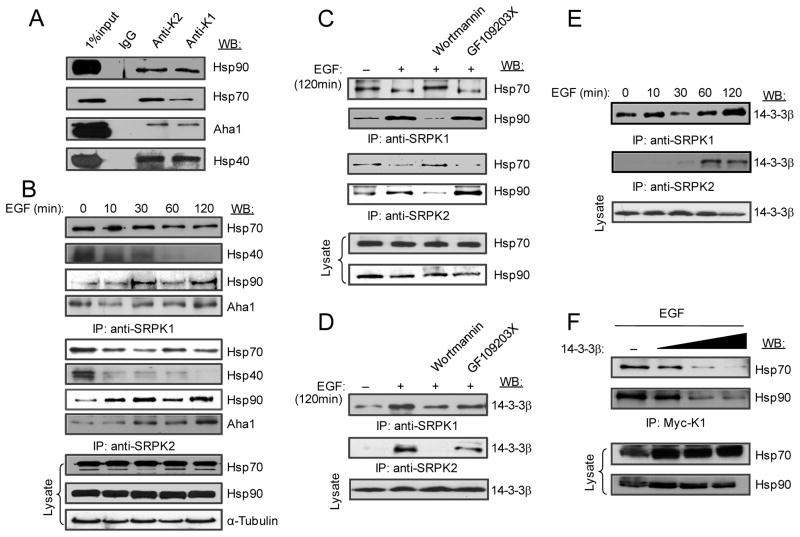 A
1%input
IgG
Anti-K2
Anti-K1
WB:
Hsp90
Hsp70
Aha1
Hsp40
B
EGF (min):
0 10 30 60 120
WB:
Hsp70
Hsp40
Hsp90
Aha1
IP: anti-SRPK1
Hsp70
Hsp40
Hsp90
Aha1
IP: anti-SRPK2
Lysate
Hsp70
Hsp90
α-Tubulin
C
Wortmannin
GF109203X
EGF: – + + +
(120min)
WB:
Hsp70
Hsp90
IP: anti-SRPK1
Hsp70
Hsp90
IP: anti-SRPK2
Lysate
Hsp70
Hsp90
D
Wortmannin
GF109203X
EGF: – + + +
(120min)
WB:
14-3-3β
IP: anti-SRPK1
14-3-3β
IP: anti-SRPK2
Lysate
14-3-3β
E
EGF (min):
0 10 30 60 120
WB:
14-3-3β
IP: anti-SRPK1
14-3-3β
IP: anti-SRPK2
Lysate
14-3-3β
F
EGF
14-3-3β: –
WB:
Hsp70
Hsp90
IP: Myc-K1
Lysate
Hsp70
Hsp90